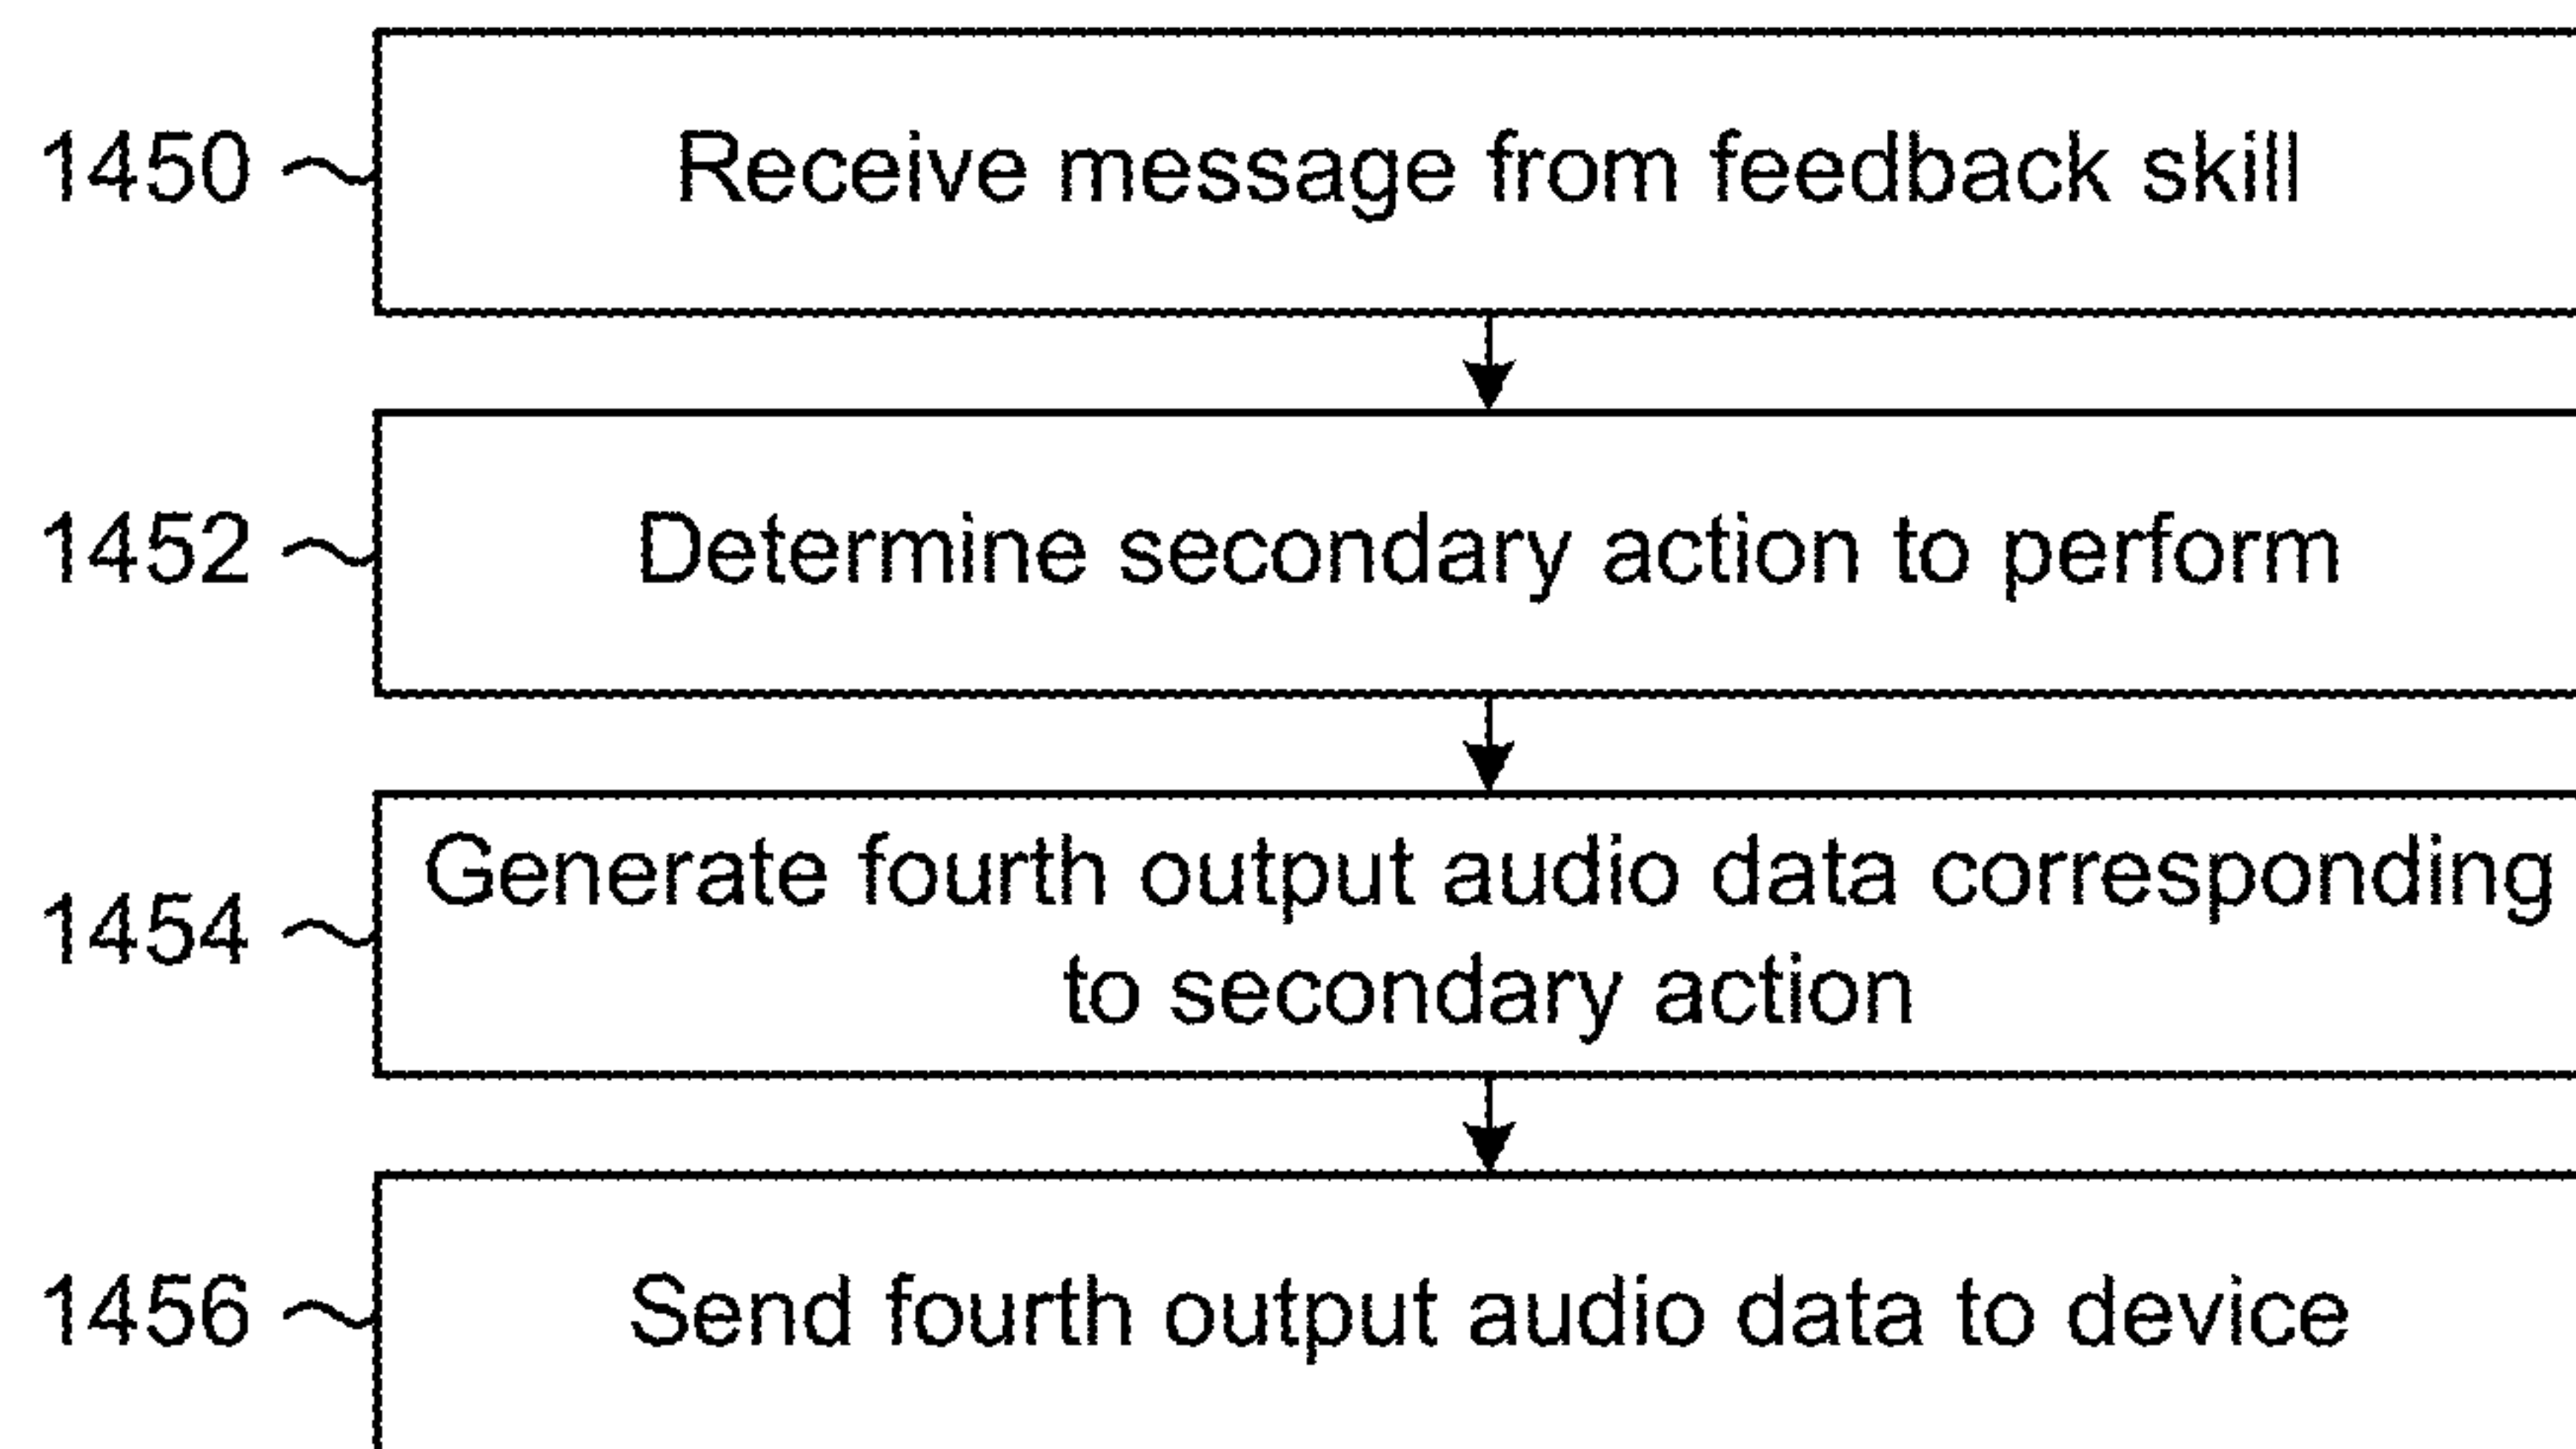 1450 Receive message from feedback skill
1452 Determine secondary action to perform
1454 Generate fourth output audio data corresponding
to secondary action
1456 Send fourth output audio data to device